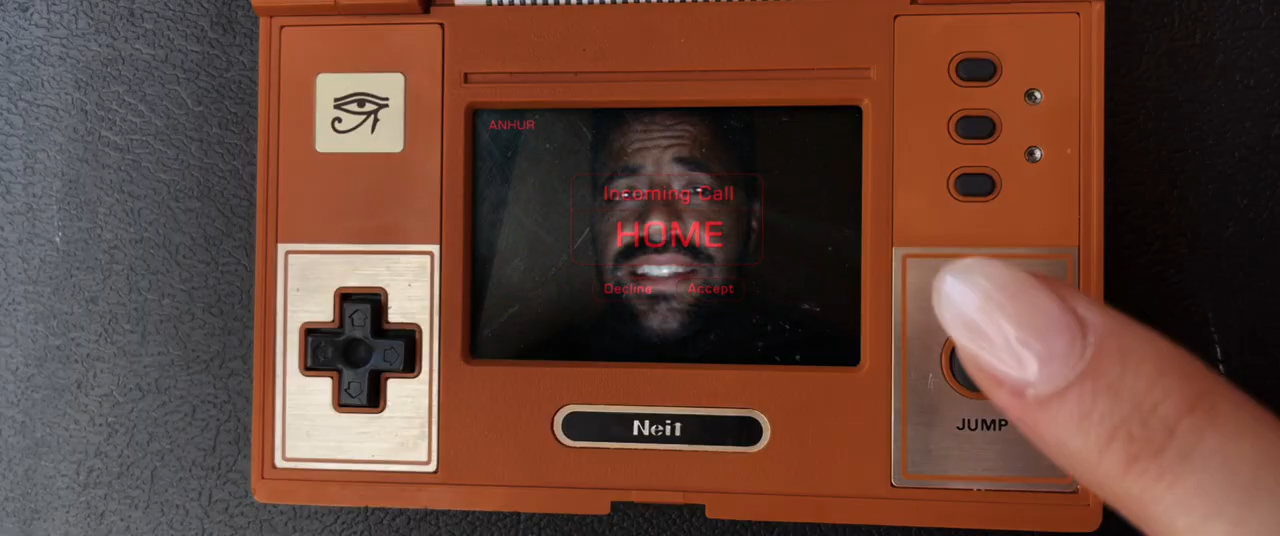 ANHUR
Incoming Call
HOME
Decline Accept
Neit
JUMP